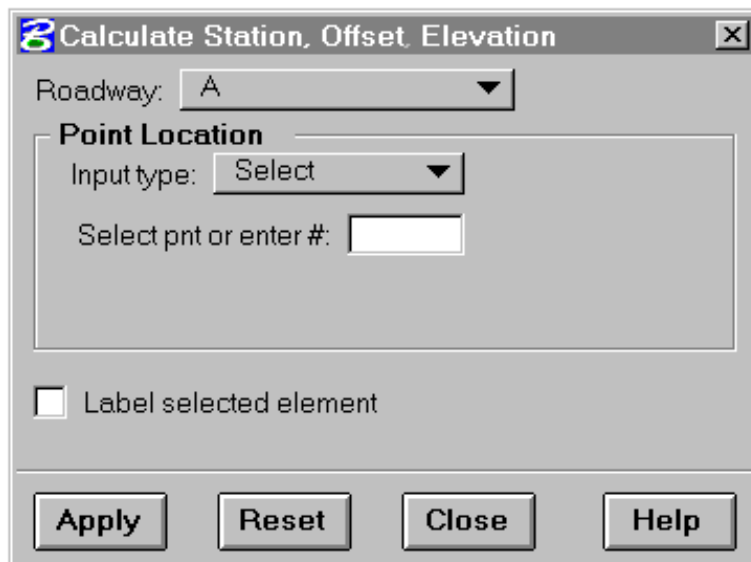 Calculate Station, Offset, Elevation
Roadway: A
Point Location
Input type: Select
Select pnt or enter #:
Label selected element
Apply Reset Close Help